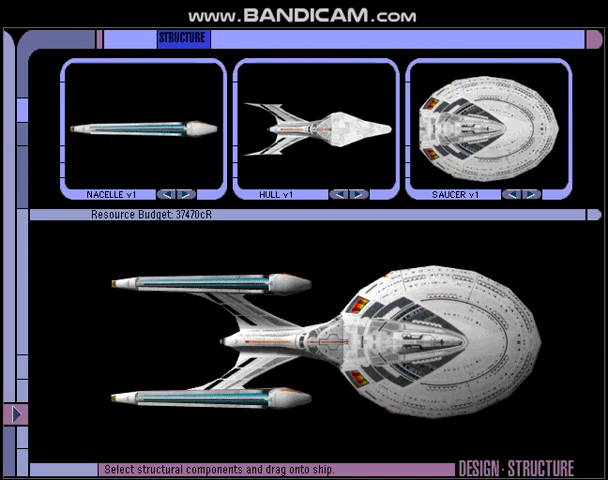 www.BANDICAM.com
STRUCTURE
NACELLE v1
HULL v1
SAUCER v1
Resource Budget: 37470cR
Select structural components and drag onto ship.
DESIGN · STRUCTURE